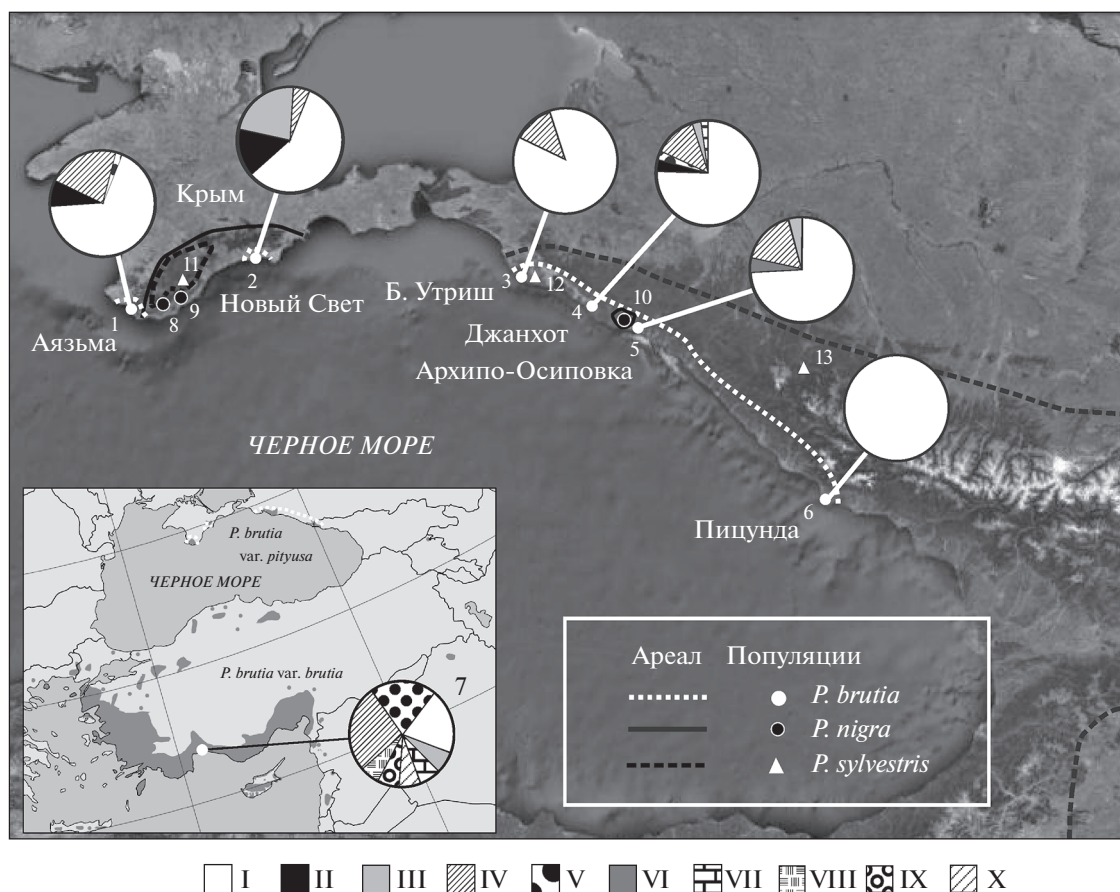 Крым
11
2
Новый Свет
9
8
1
Аязьма
3
12
Б. Утриш
4
10
Джанхот
5
Архипо-Осиповка
13
ЧЕРНОЕ МОРЕ
6
Пицунда
P. brutia
var. pityusa
ЧЕРНОЕ МОРЕ
P. brutia var. brutia
7
Ареал Популяции
P. brutia
P. nigra
P. sylvestris
I II III IV V VI VII VIII IX X